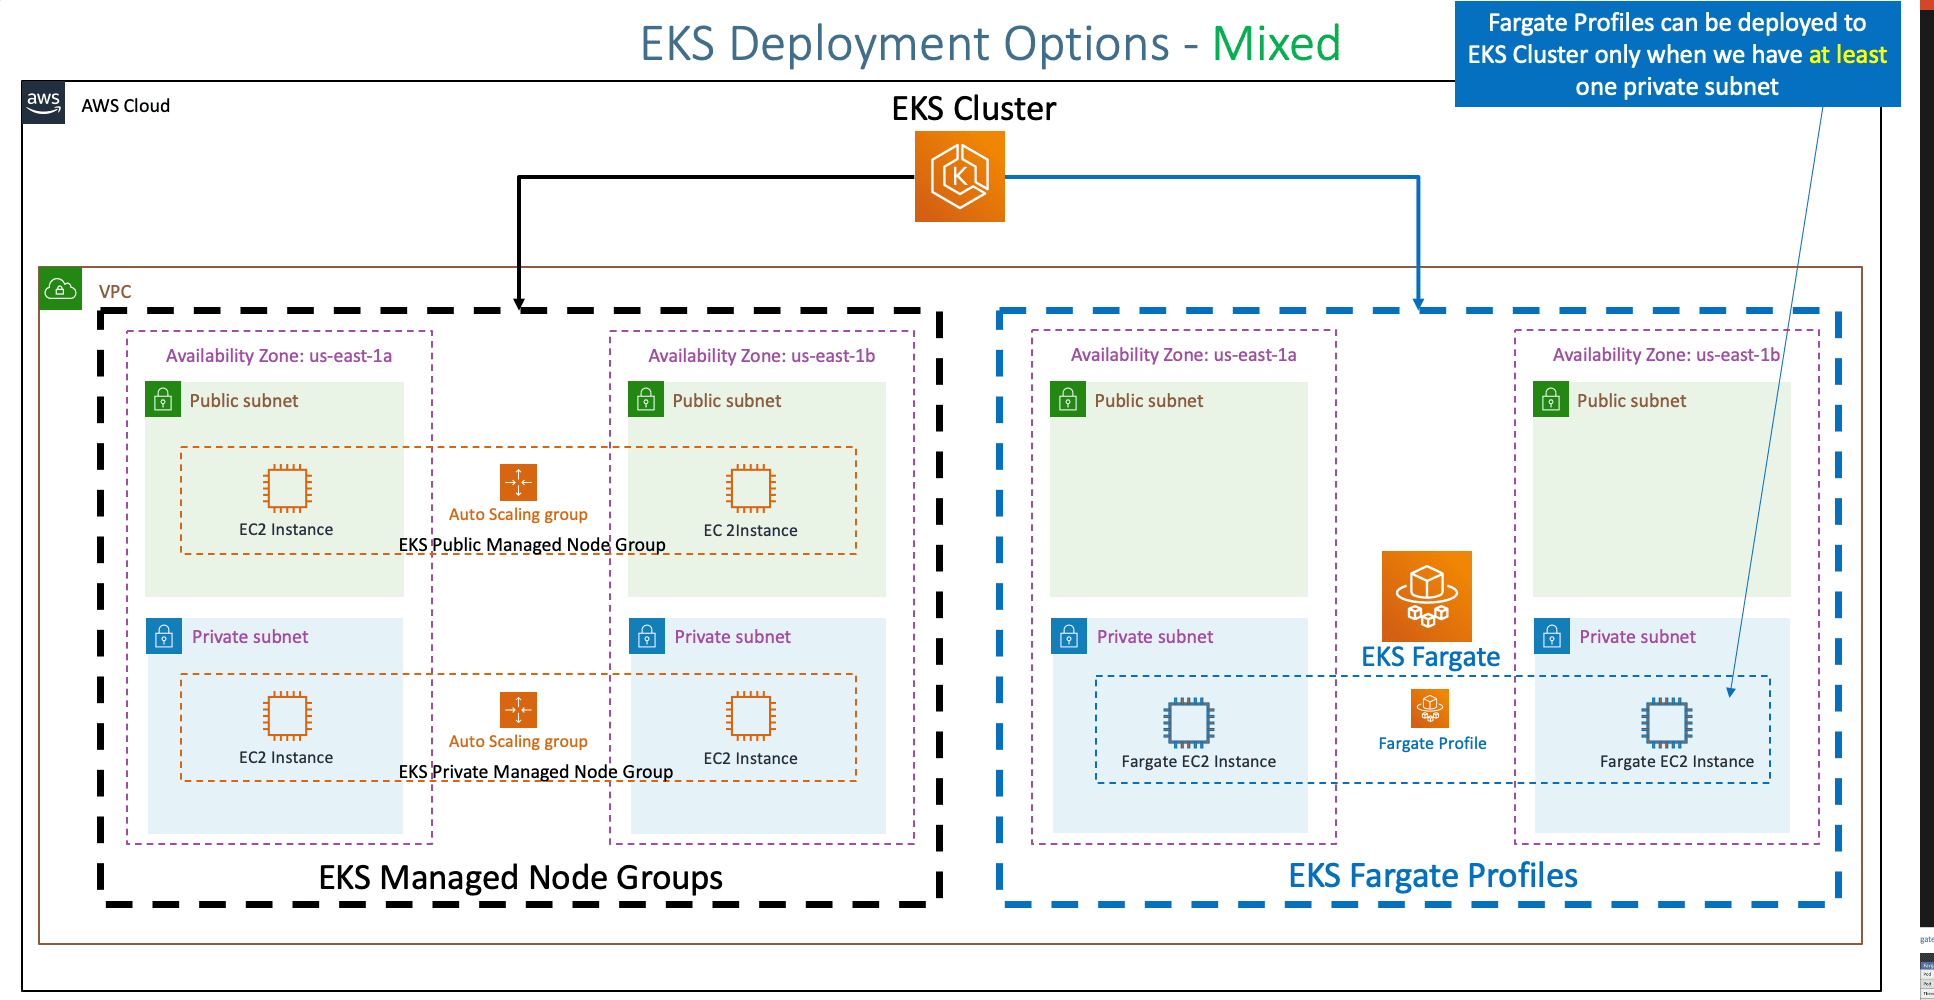 EKS Deployment Options - Mixed
Fargate Profiles can be deployed to
EKS Cluster only when we have at least
one private subnet
aws
AWS Cloud
EKS Cluster
K
VPC
Availability Zone: us-east-1a
Availability Zone: us-east-1b
Public subnet
Public subnet
EC2 Instance
Auto Scaling group
EC 2Instance
EKS Public Managed Node Group
Private subnet
Private subnet
EC2 Instance
Auto Scaling group
EC2 Instance
EKS Private Managed Node Group
EKS Managed Node Groups
Availability Zone: us-east-1a
Availability Zone: us-east-1b
Public subnet
Public subnet
EKS Fargate
Private subnet
Private subnet
Fargate Profile
Fargate EC2 Instance
Fargate EC2 Instance
EKS Fargate Profiles
gate